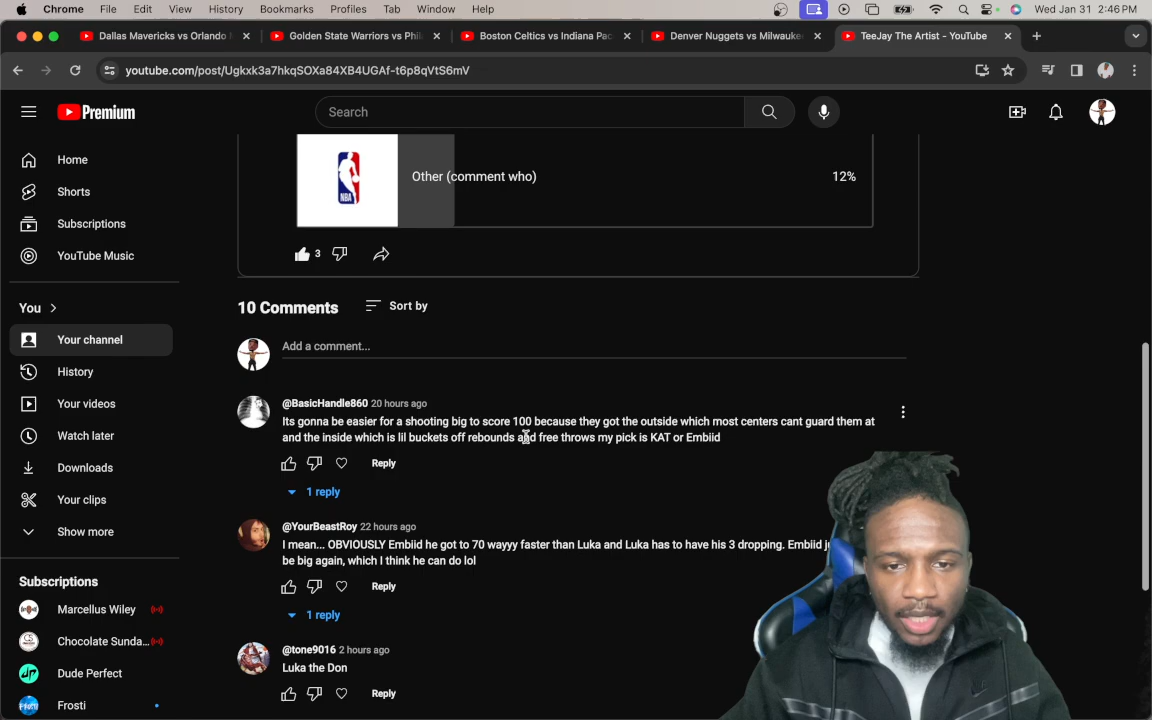 Chrome File Edit View History Bookmarks Profiles Tab Window Help Wed Jan 31 2:46 PM
Dallas Mavericks vs Orlando Golden State Warriors vs Phil Boston Celtics vs Indiana Pac Denver Nuggets vs Milwauke TeeJay The Artist - YouTube
youtube.com/post/Ugkxk3a7hkqSOXa84XB4UGAf-t6p8qVtS6mV
Premium Search
Home
Shorts
Subscriptions
YouTube Music
You
Your channel
History
Your videos
Watch later
Downloads
Your clips
Show more
Subscriptions
Marcellus Wiley
Chocolate Sunda...
Dude Perfect
Frosti
NBA
Other (comment who) 12%
3
10 Comments Sort by
Add a comment...
@BasicHandle860 20 hours ago
Its gonna be easier for a shooting big to score 100 because they got the outside which most centers cant guard them at
and the inside which is lil buckets off rebounds and free throws my pick is KAT or Embiid
Reply
1 reply
@YourBeastRoy 22 hours ago
I mean... OBVIOUSLY Embiid he got to 70 wayyy faster than Luka and Luka has to have his 3 dropping. Embiid
be big again, which I think he can do lol
Reply
1 reply
@tone9016 2 hours ago
Luka the Don
Reply